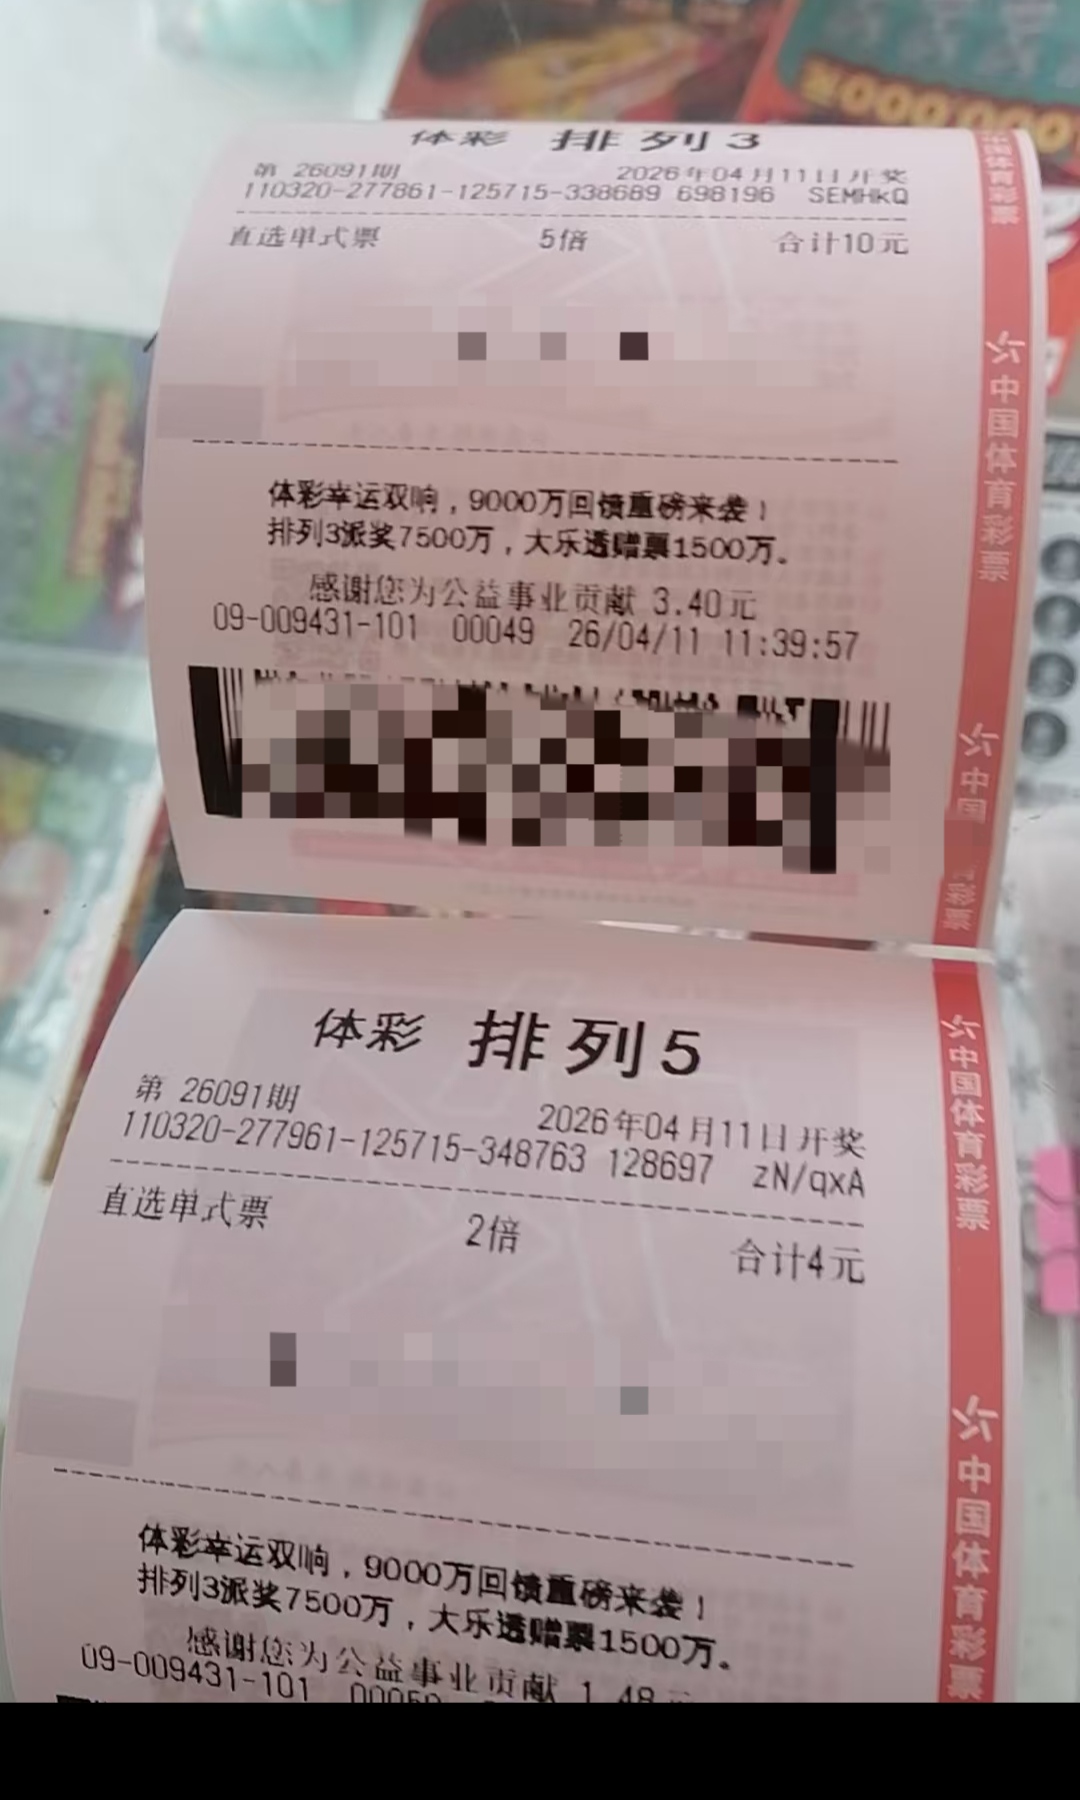 体彩 排列3
第 26091期 2026年04月11日开奖
110320-277861-125715-338689 698196 SEMHkQ
直选单式票 5倍 合计10元
体彩幸运双响，9000万回馈重磅来袭！
排列3派奖7500万，大乐透赠票1500万。
感谢您为公益事业贡献 3.40元
09-009431-101 00049 26/04/11 11:39:57
中国体育彩票
中国体育彩票
中国
彩票
体彩 排列5
第 26091期
2026年04月11日开奖
110320-277961-125715-348763 128697 zN/qxA
直选单式票 2倍 合计4元
体彩幸运双响，9000万回馈重磅来袭！
排列3派奖7500万，大乐透赠票1500万。
感谢您为公益事业贡献 1.48
09-009431-101
中国体育彩票
中国体育彩票